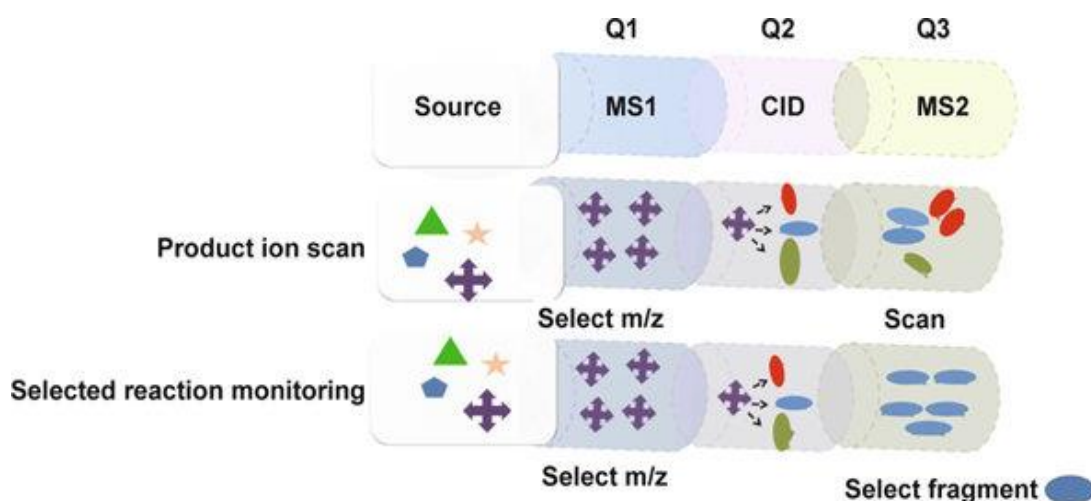 Q1 Q2 Q3
Source MS1 CID MS2
Product ion scan
Select m/z Scan
Selected reaction monitoring
Select m/z
Select fragment